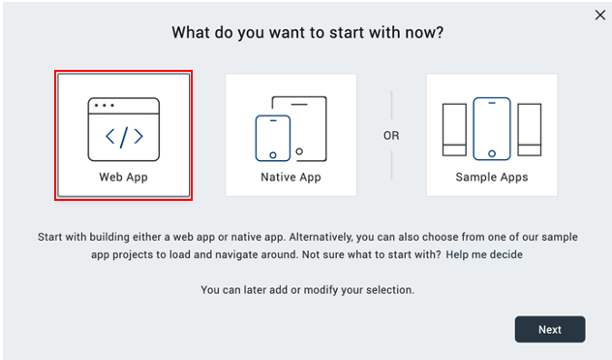 What do you want to start with now?
Web App
Native App
OR
Sample Apps
Start with building either a web app or native app. Alternatively, you can also choose from one of our sample
app projects to load and navigate around. Not sure what to start with? Help me decide
You can later add or modify your selection.
Next